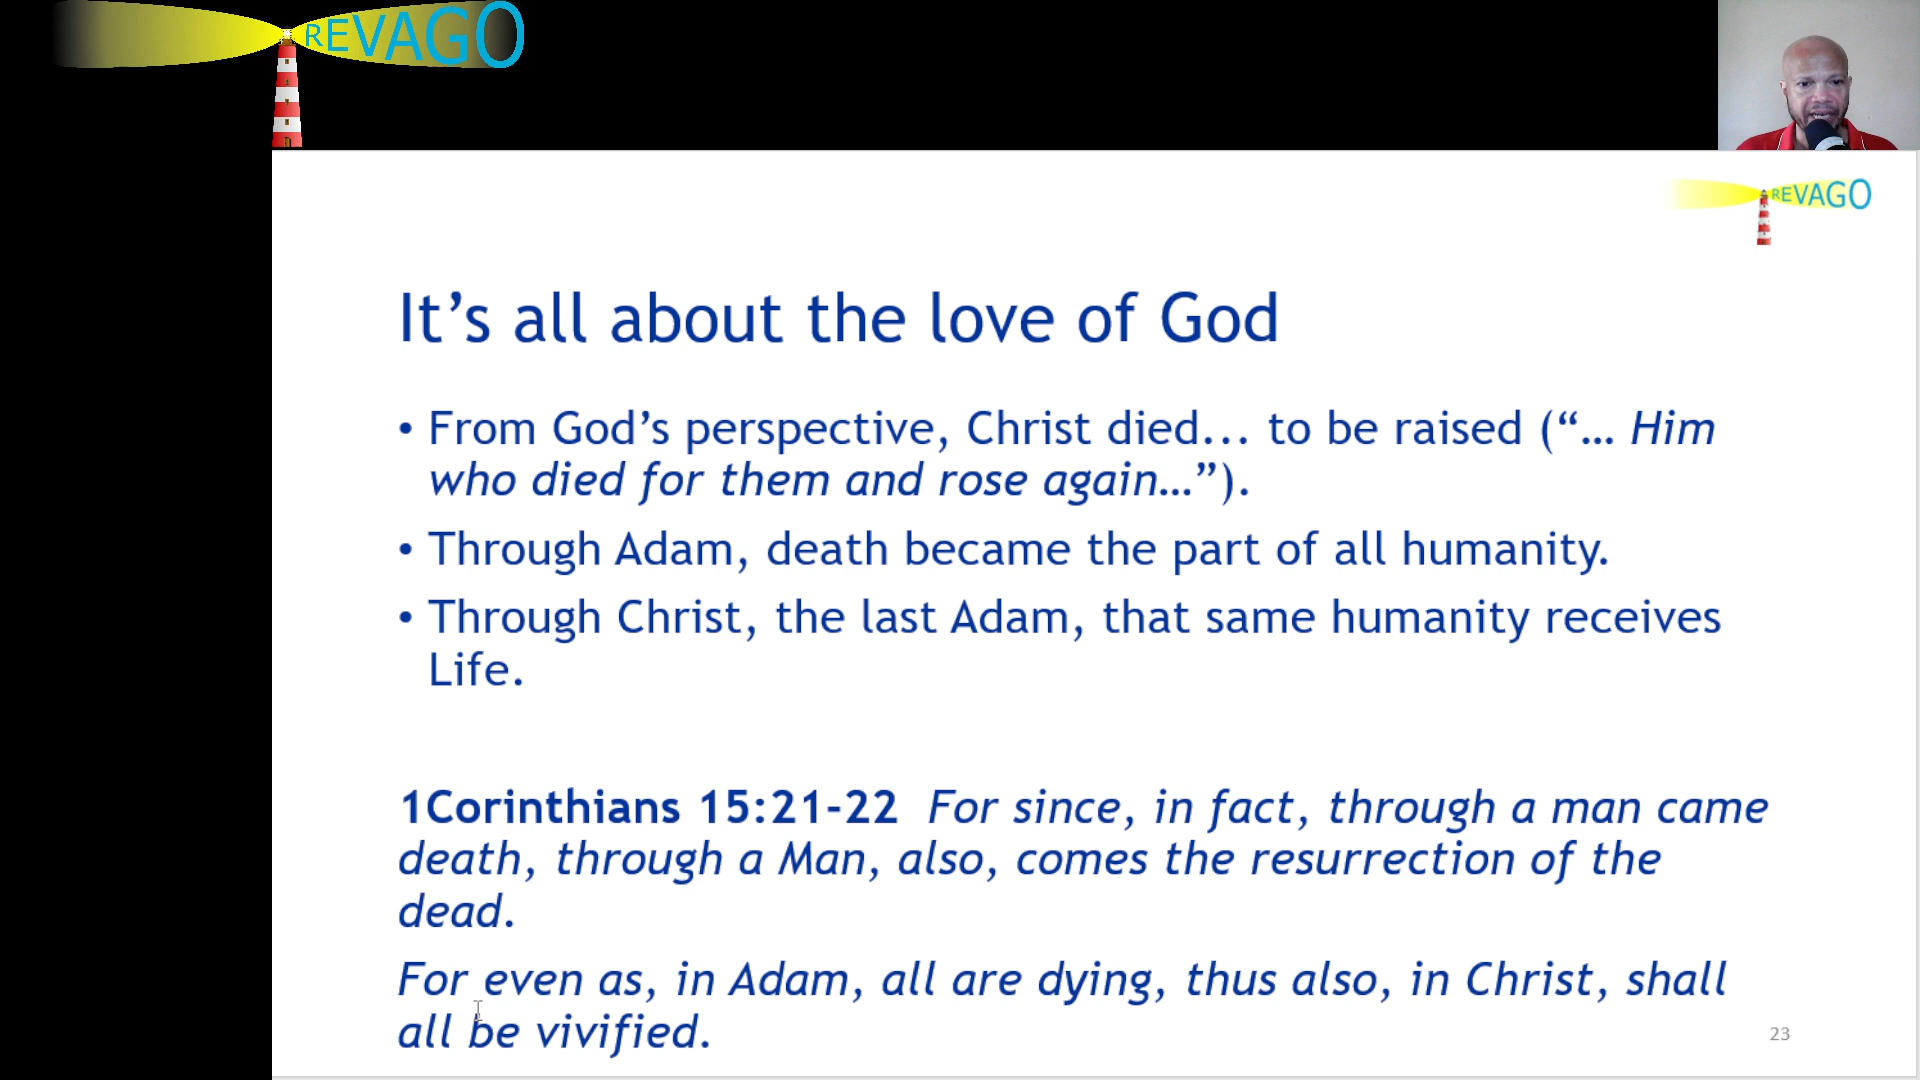 REVAGO
REVAGO
It’s all about the love of God
• From God’s perspective, Christ died... to be raised (“... Him
who died for them and rose again...”).
• Through Adam, death became the part of all humanity.
• Through Christ, the last Adam, that same humanity receives
Life.
1Corinthians 15:21-22 For since, in fact, through a man came
death, through a Man, also, comes the resurrection of the
dead.
For even as, in Adam, all are dying, thus also, in Christ, shall
all be vivified.
23